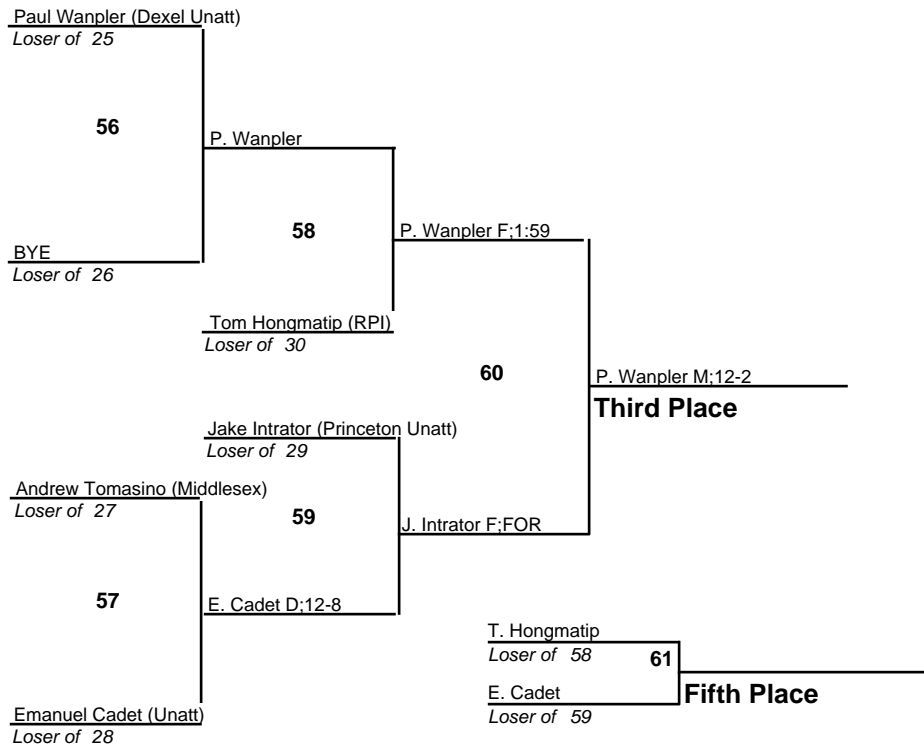 Paul Wanpler (Dexel Unatt)
Loser of 25
56
P. Wanpler
58
P. Wanpler F;1:59
BYE
Loser of 26
Tom Hongmatip (RPI)
Loser of 30
60
P. Wanpler M;12-2
Third Place
Jake Intrator (Princeton Unatt)
Loser of 29
Andrew Tomasino (Middlesex)
Loser of 27
59
J. Intrator F;FOR
57
E. Cadet D;12-8
T. Hongmatip
Loser of 58
61
E. Cadet
Fifth Place
Loser of 59
Emanuel Cadet (Unatt)
Loser of 28